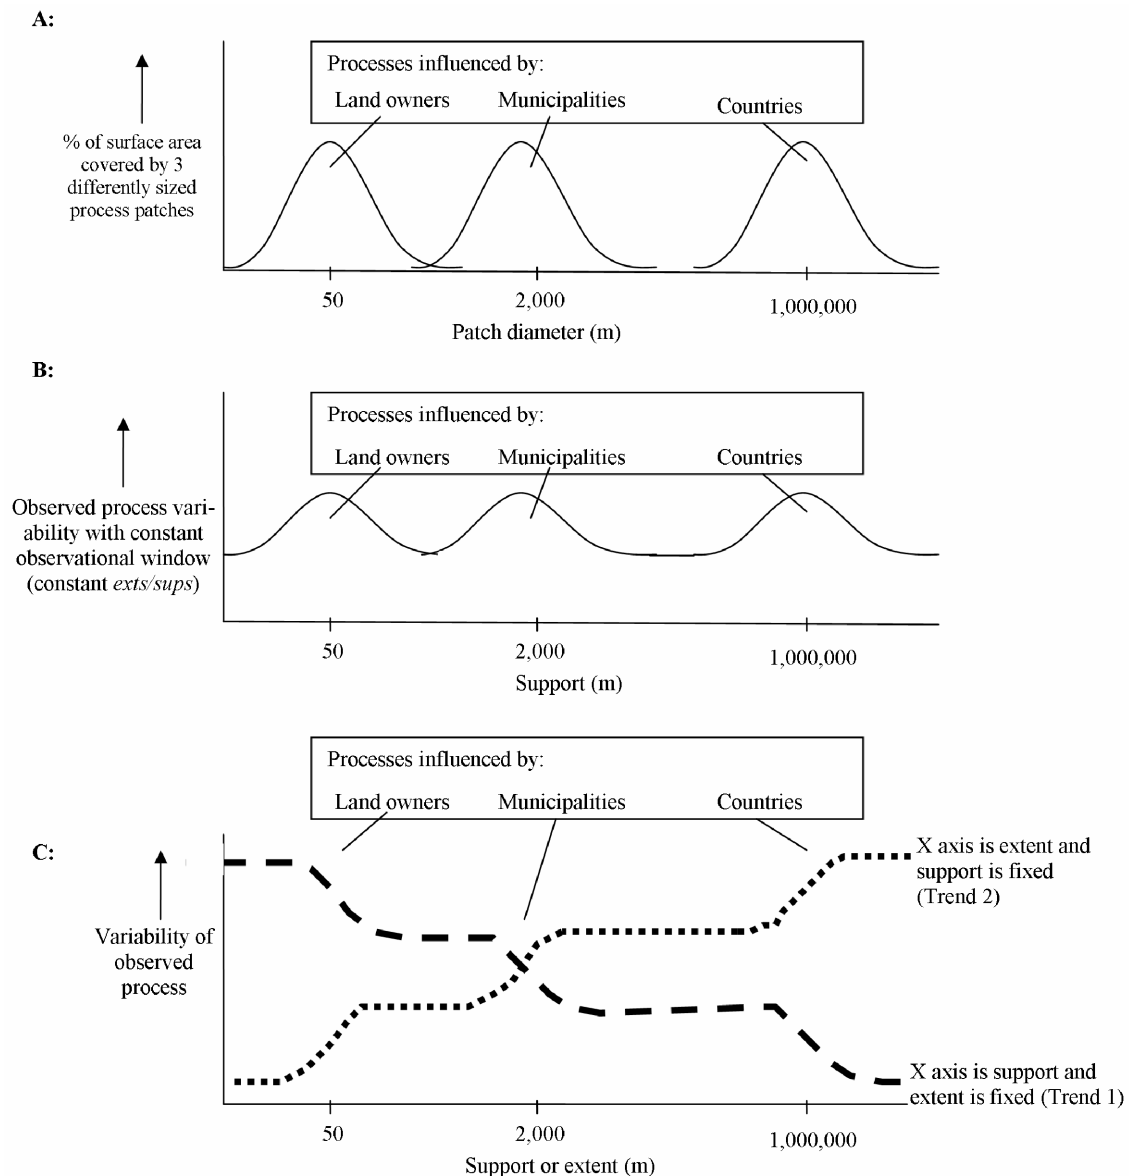 A:
Processes influenced by:
Land owners
Municipalities
Countries
% of surface area
covered by 3
differently sized
process patches
50
2,000
1,000,000
Patch diameter (m)
B:
Processes influenced by:
Land owners
Municipalities
Countries
Observed process vari-
ability with constant
observational window
(constant exts/sups)
50
2,000
1,000,000
Support (m)
Processes influenced by:
Land owners
Municipalities
Countries
C:
X axis is extent and
support is fixed
(Trend 2)
Variability of
observed
process
X axis is support and
extent is fixed (Trend 1)
50
2,000
1,000,000
Support or extent (m)